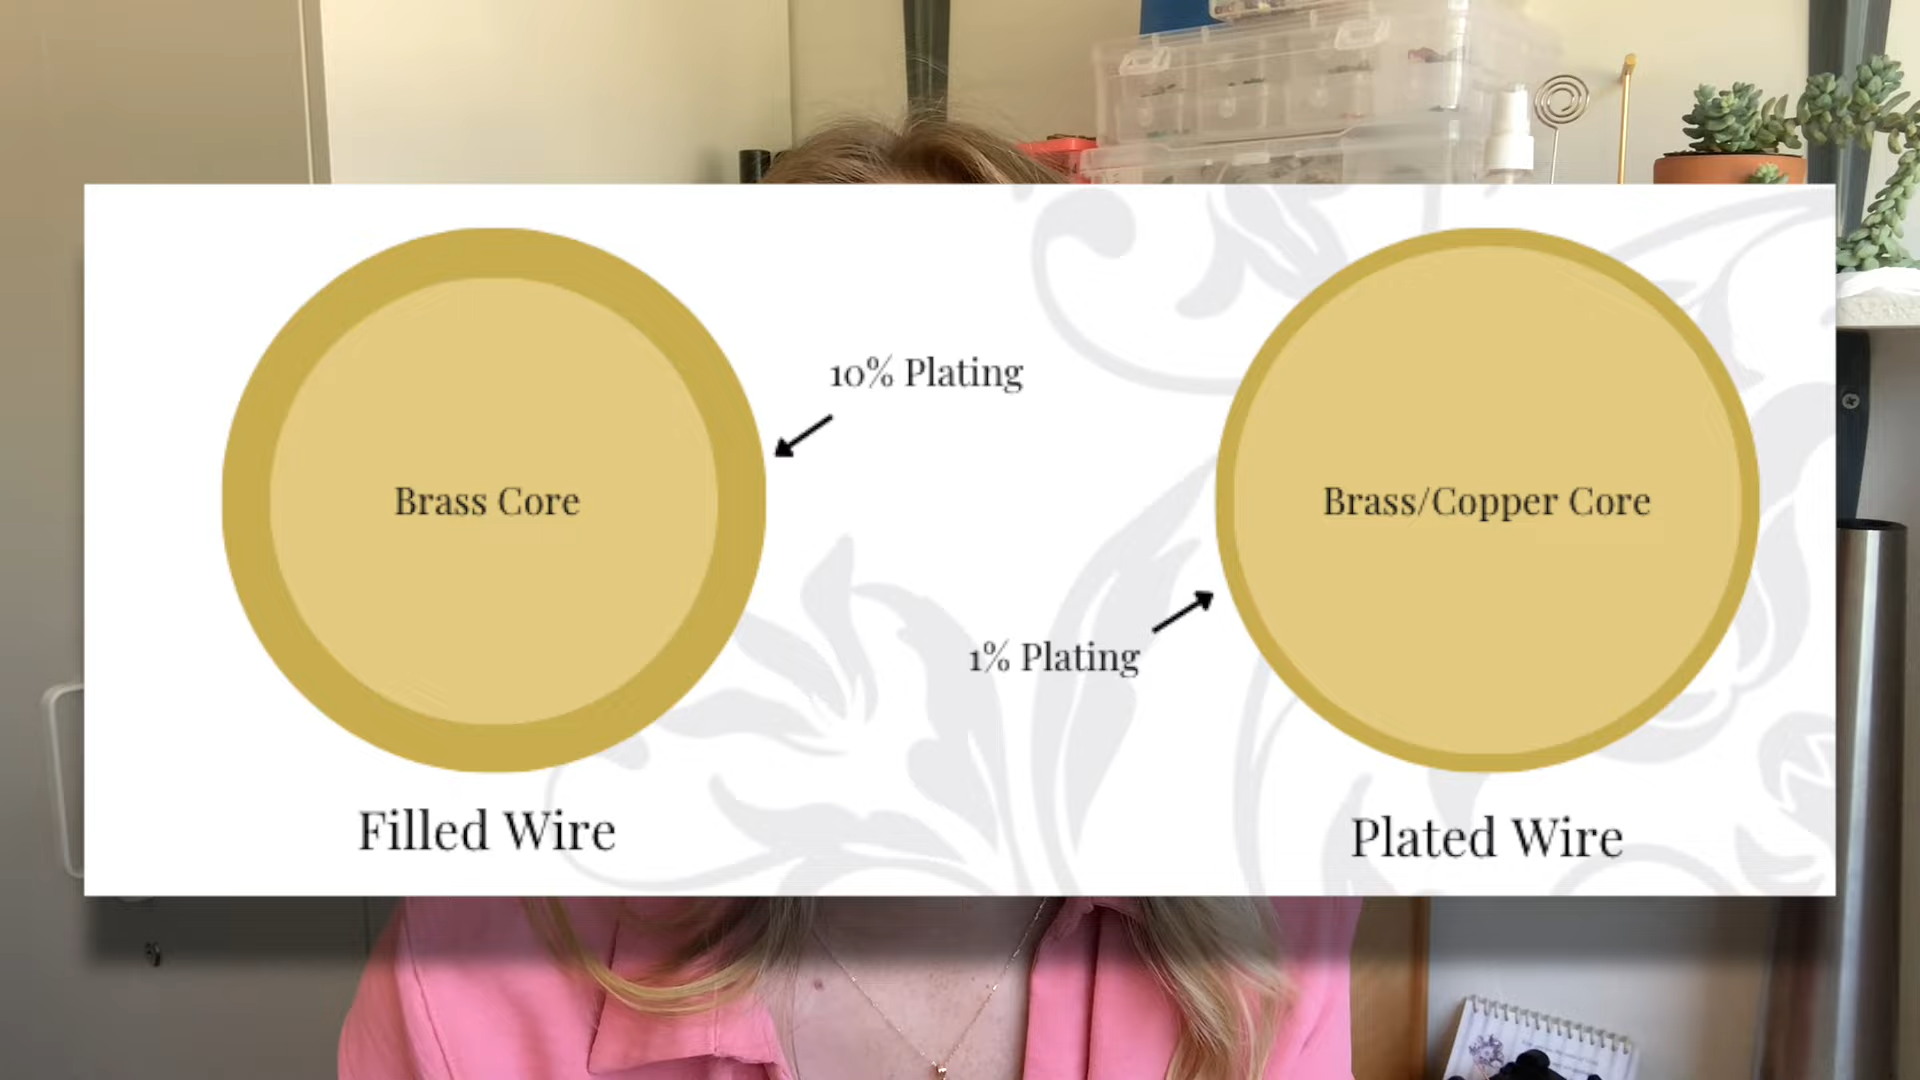 10% Plating
Brass Core
Brass/Copper Core
1% Plating
Filled Wire
Plated Wire